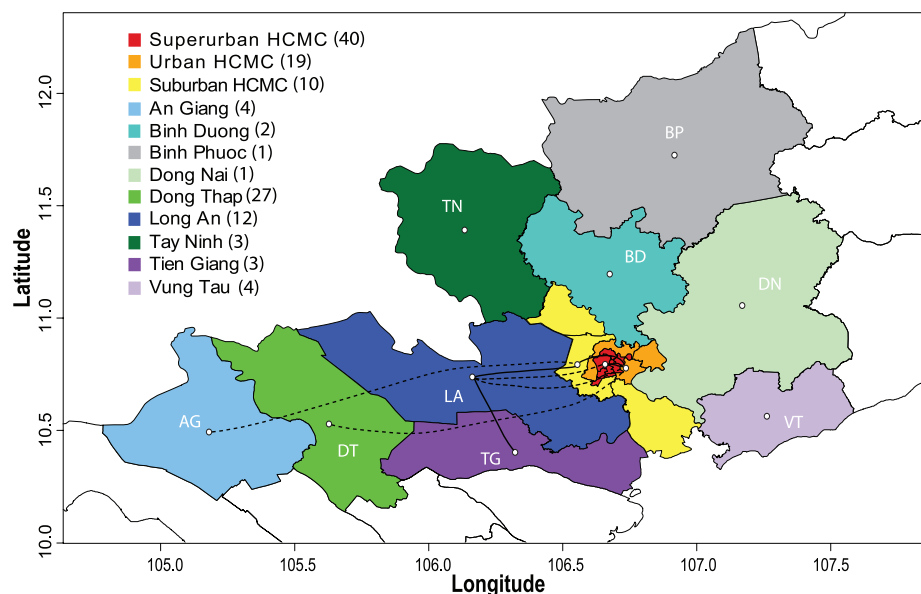 Superurban HCMC (40)
Urban HCMC (19)
Suburban HCMC (10)
An Giang (4)
Binh Duong (2)
Binh Phuoc (1)
Dong Nai (1)
Dong Thap (27)
Long An (12)
Tay Ninh (3)
Tien Giang (3)
Vung Tau (4)
BP
TN
BD
DN
LA
AG
DT
TG
VT
Latitude
12.0
11.5
11.0
10.5
10.0
105.0
105.5
106.0
106.5
107.0
107.5
Longitude